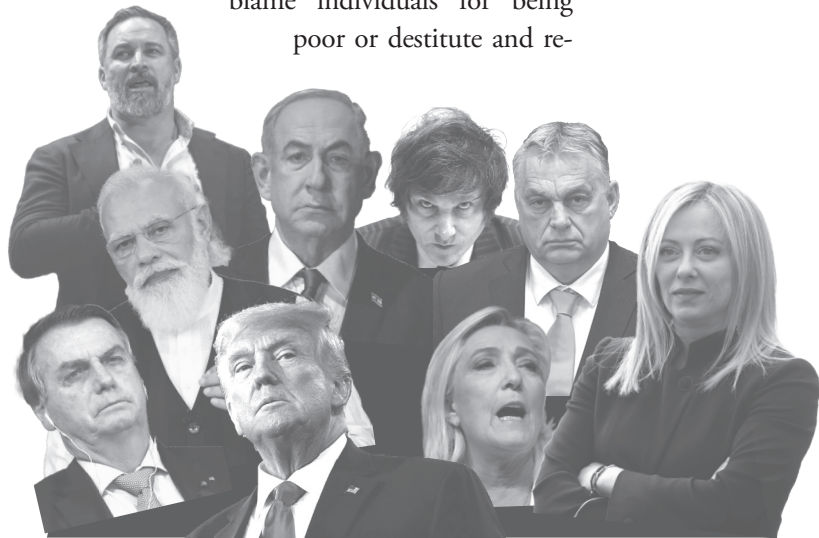 blame individuals for being
poor or destitute and re-